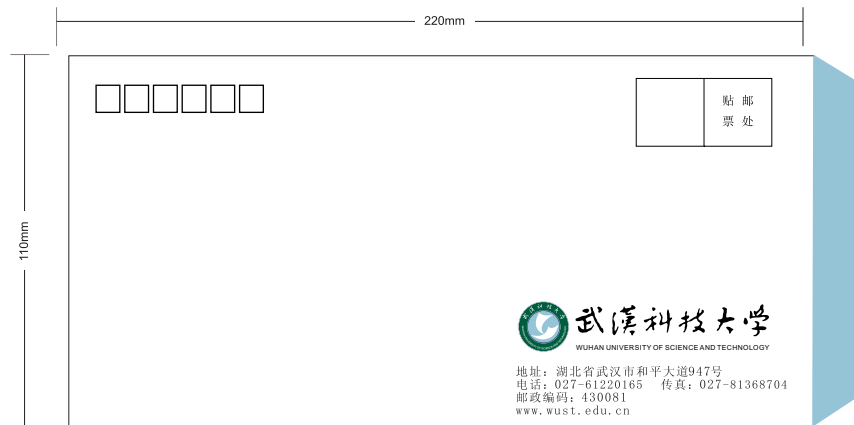 220mm
110mm
贴 邮
票 处
武漢科技大学
WUHAN UNIVERSITY OF SCIENCE AND TECHNOLOGY
地址：湖北省武汉市和平大道947号
电话：027-61220165 传真：027-81368704
邮政编码：430081
www.wust.edu.cn